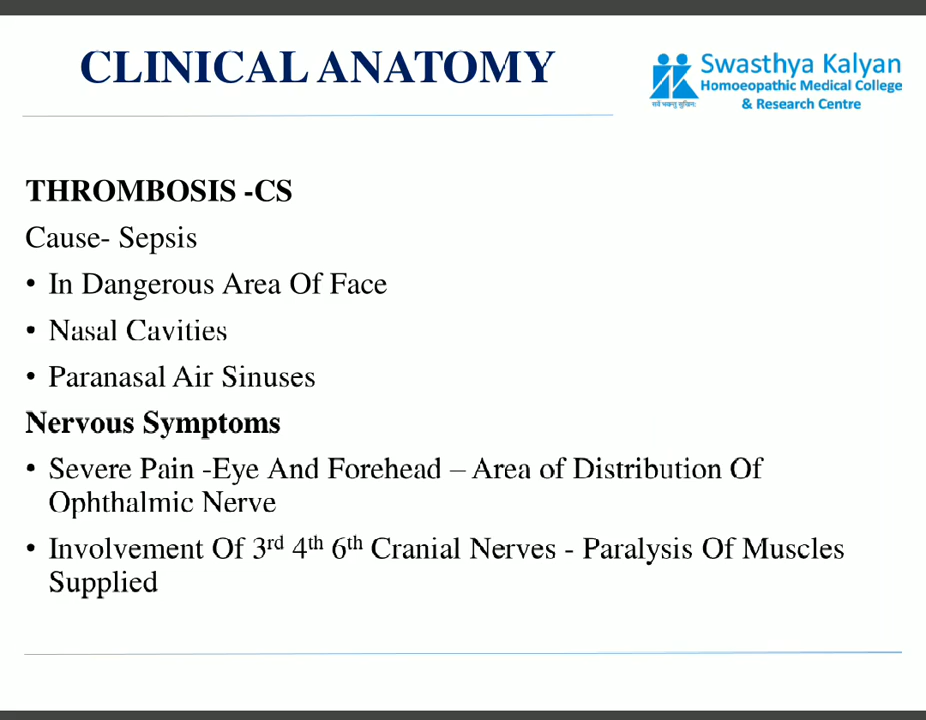 CLINICAL ANATOMY
Swasthya Kalyan
Homoeopathic Medical College
& Research Centre
सर्वे भवन्तु सुखिनः
THROMBOSIS -CS
Cause- Sepsis
• In Dangerous Area Of Face
• Nasal Cavities
• Paranasal Air Sinuses
Nervous Symptoms
• Severe Pain -Eye And Forehead – Area of Distribution Of
Ophthalmic Nerve
• Involvement Of 3rd 4th 6th Cranial Nerves - Paralysis Of Muscles
Supplied